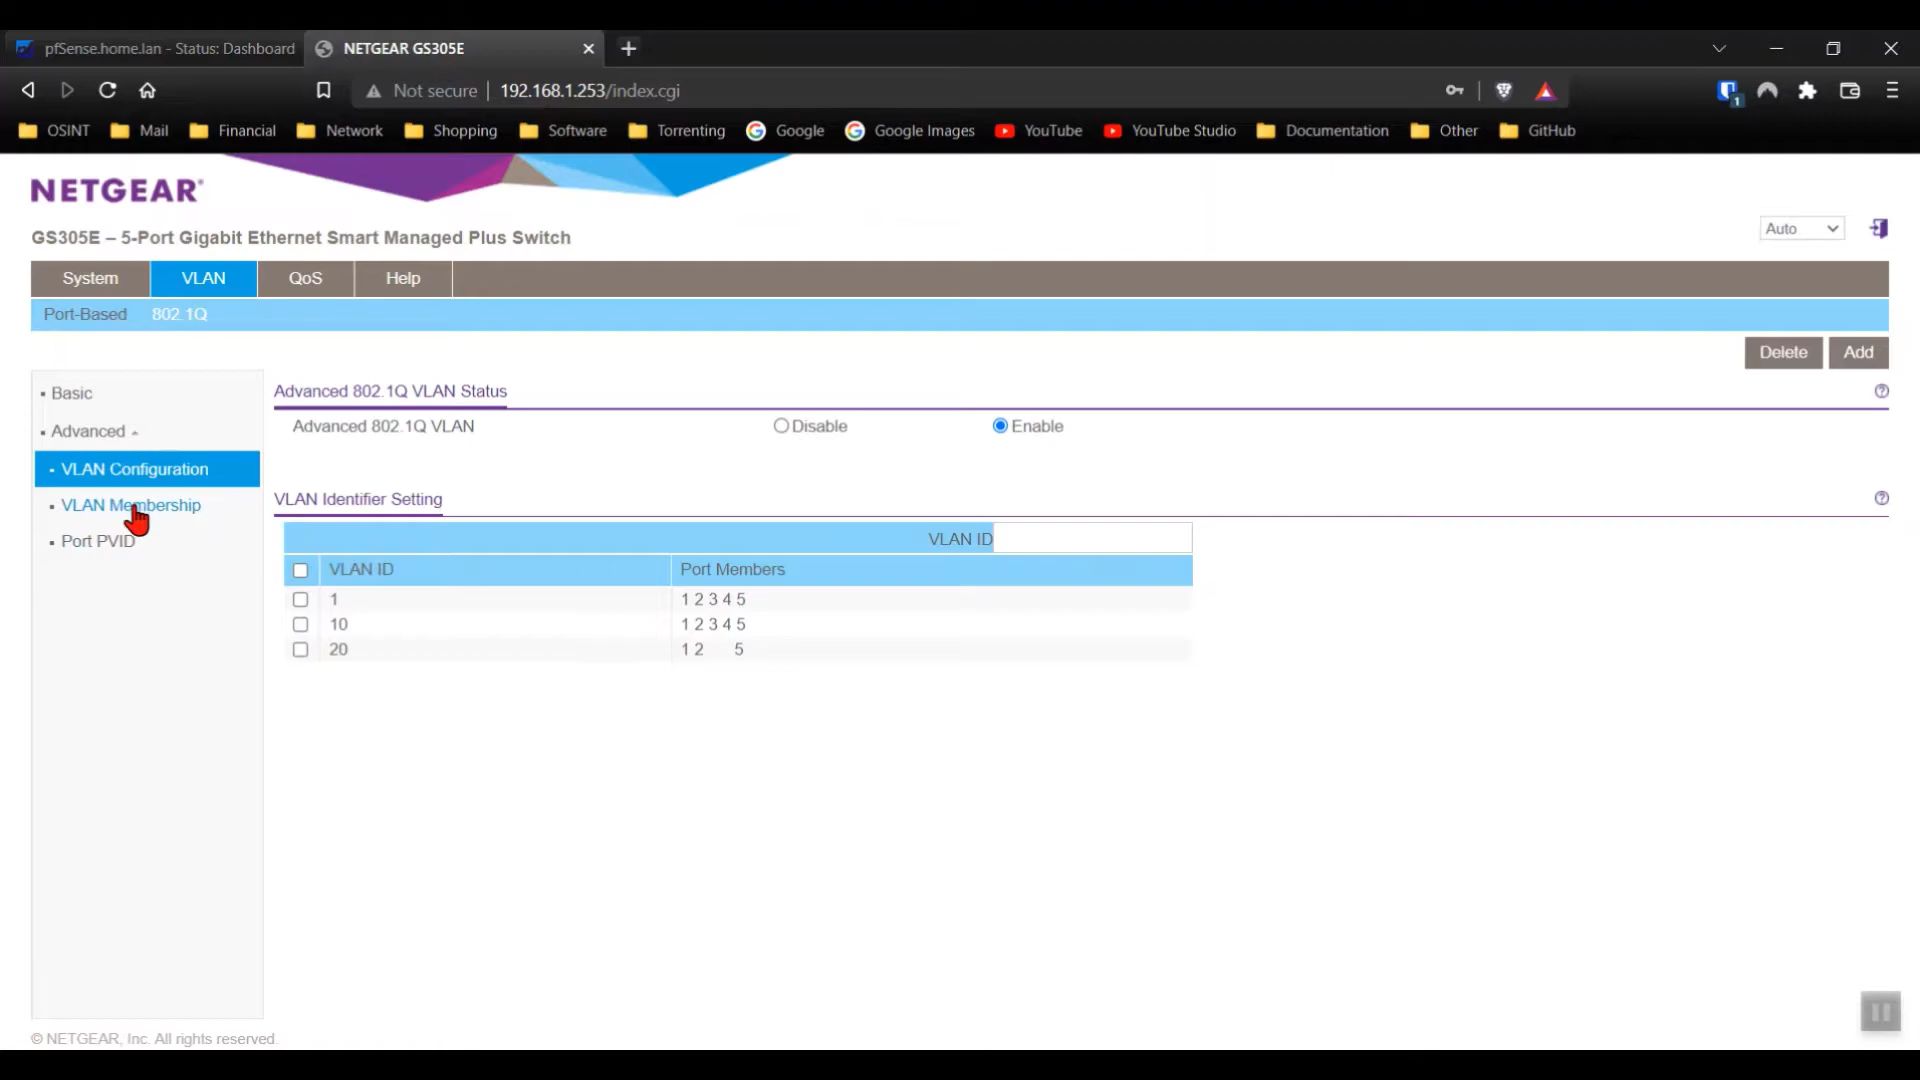 pfSense.home.lan - Status: Dashboard
NETGEAR GS305E
Not secure
192.168.1.253/index.cgi
1
OSINT
Mail
Financial
Network
Shopping
Software
Torrenting
Google
Google Images
YouTube
YouTube Studio
Documentation
Other
GitHub
NETGEAR®
GS305E – 5-Port Gigabit Ethernet Smart Managed Plus Switch
Auto
System
VLAN
QoS
Help
Port-Based
802.1Q
Delete
Add
Basic
Advanced
VLAN Configuration
VLAN Membership
Port PVID
Advanced 802.1Q VLAN Status
?
Advanced 802.1Q VLAN
Disable
Enable
VLAN Identifier Setting
?
VLAN ID
VLAN ID Port Members
1 1 2 3 4 5
10 1 2 3 4 5
20 1 2 5
© NETGEAR, Inc. All rights reserved.